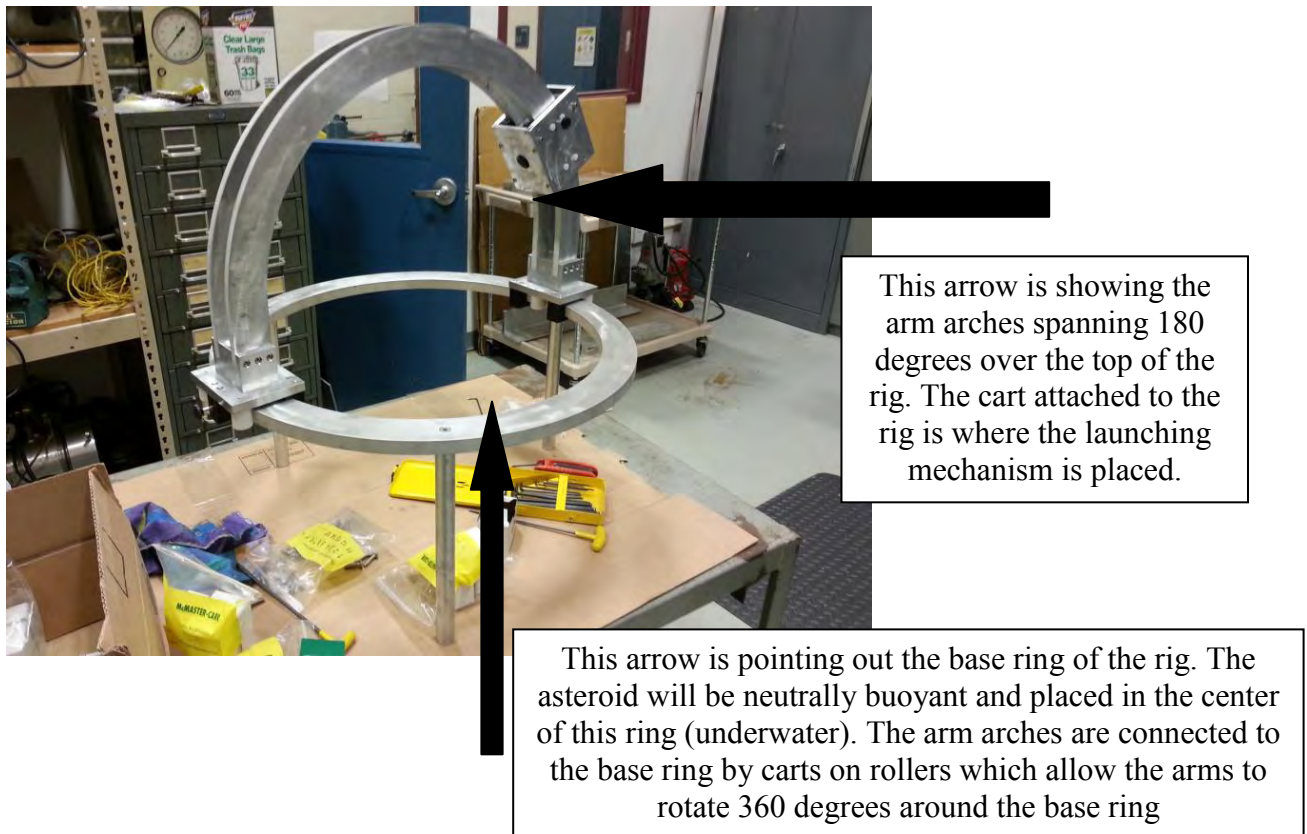 Clear Large
Trash Bags
33
This arrow is showing the
arm arches spanning 180
degrees over the top of the
rig. The cart attached to the
rig is where the launching
mechanism is placed.
McMASTER-CARR
This arrow is pointing out the base ring of the rig. The
asteroid will be neutrally buoyant and placed in the center
of this ring (underwater). The arm arches are connected to
the base ring by carts on rollers which allow the arms to
rotate 360 degrees around the base ring